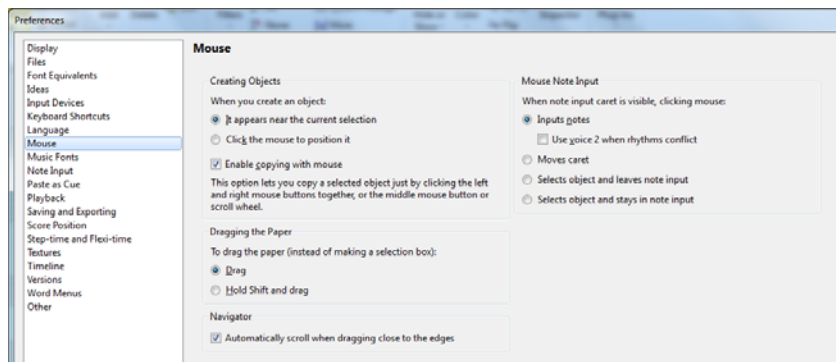 Preferences
Display
Files
Font Equivalents
Ideas
Input Devices
Keyboard Shortcuts
Language
Mouse
Music Fonts
Note Input
Paste as Cue
Playback
Saving and Exporting
Score Position
Step-time and Flexi-time
Textures
Timeline
Versions
Word Menus
Other
Mouse
Creating Objects
When you create an object:
It appears near the current selection
Click the mouse to position it
Enable copying with mouse
This option lets you copy a selected object just by clicking the left
and right mouse buttons together, or the middle mouse button or
scroll wheel.
Dragging the Paper
To drag the paper (instead of making a selection box):
Drag
Hold Shift and drag
Navigator
Automatically scroll when dragging close to the edges
Mouse Note Input
When note input caret is visible, clicking mouse:
Inputs notes
Use voice 2 when rhythms conflict
Moves caret
Selects object and leaves note input
Selects object and stays in note input